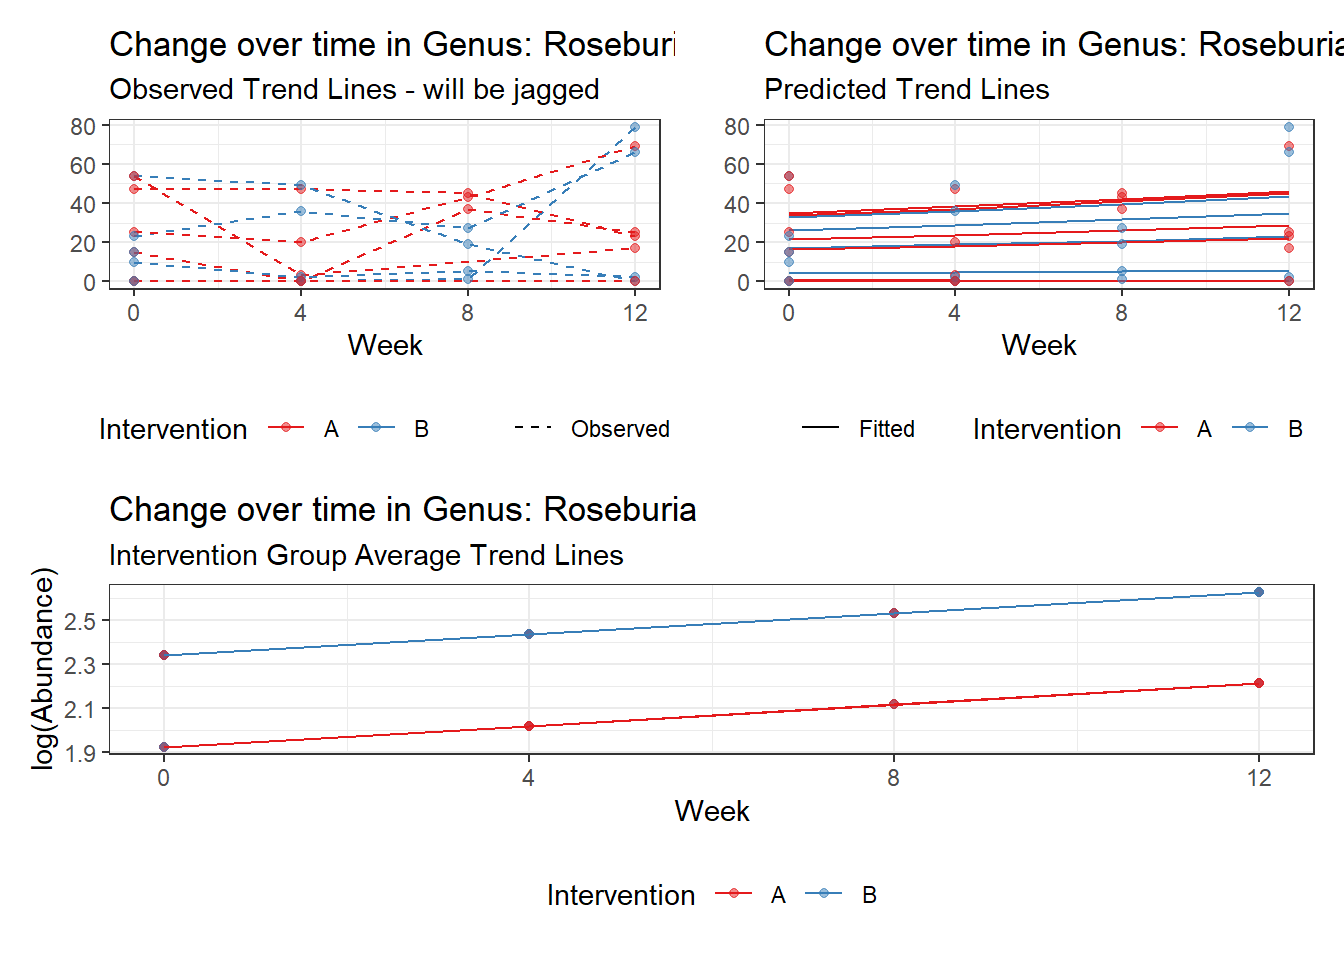 Change over time in Genus: Roseburi
Observed Trend Lines - will be jagged
80
60
40
20
0
0 4 8 12
Week
Intervention A B Observed
Change over time in Genus: Roseburia
Predicted Trend Lines
80
60
40
20
0
0 4 8 12
Week
Fitted Intervention A B
Change over time in Genus: Roseburia
Intervention Group Average Trend Lines
log(Abundance)
2.5
2.3
2.1
1.9
0 4 8 12
Week
Intervention A B